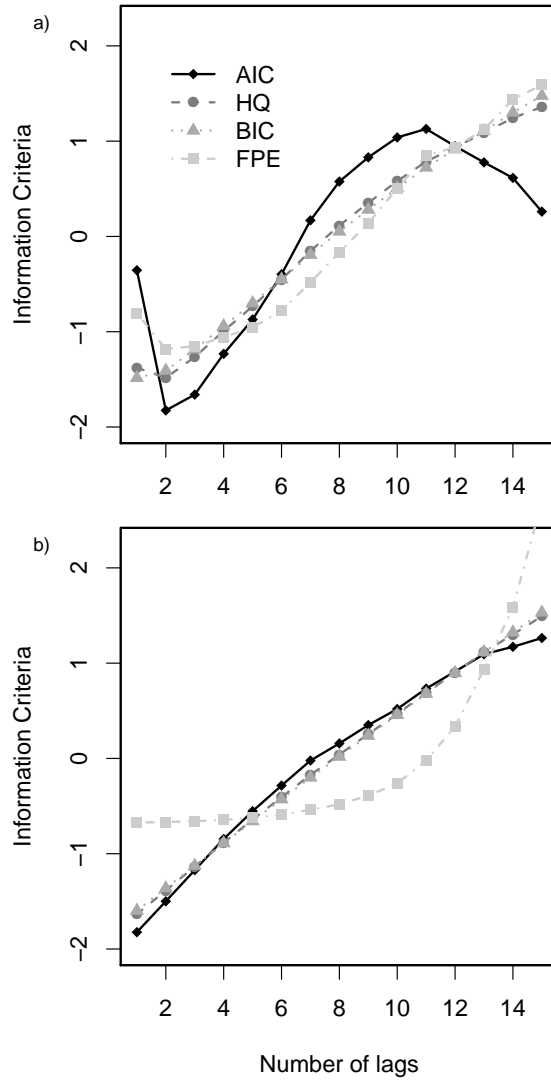 a)
AIC
HQ
BIC
FPE
Information Criteria
2
1
0
−1
−2
2 4 6 8 10 12 14
b)
Information Criteria
2
1
0
−1
−2
2 4 6 8 10 12 14
Number of lags